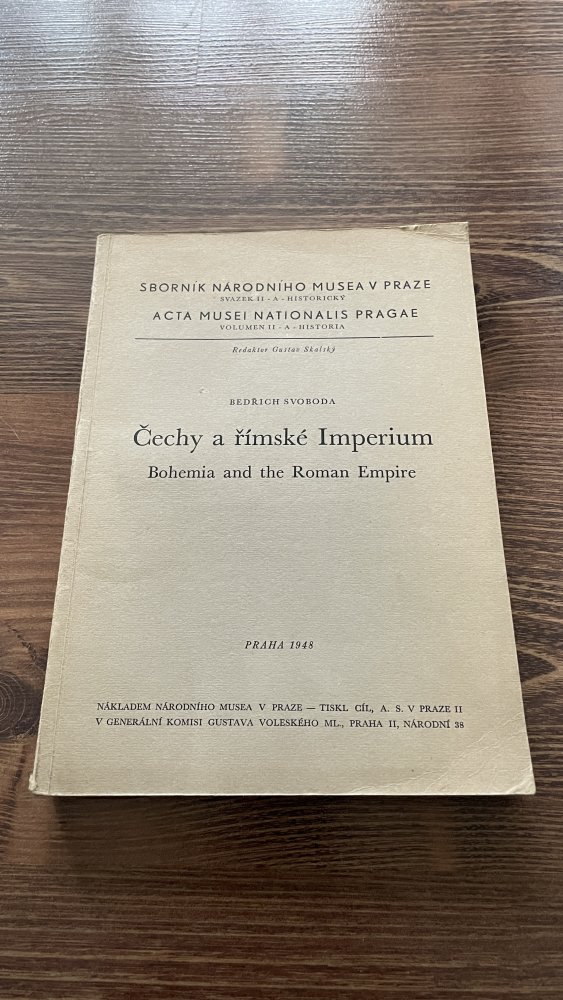 SBORNÍK NÁRODNÍHO MUSEA V PRAZE
SVAZEK II - A - HISTORICKÝ
ACTA MUSEI NATIONALIS PRAGAE
VOLUMEN II - A - HISTORIA
Redaktor Gustav Skalský
BEDŘICH SVOBODA
Čechy a římské Imperium
Bohemia and the Roman Empire
PRAHA 1948
NÁKLADEM NÁRODNÍHO MUSEA V PRAZE — TISKL CÍL, A. S. V PRAZE II
V GENERÁLNÍ KOMISI GUSTAVA VOLESKÉHO ML., PRAHA II, NÁRODNÍ 38